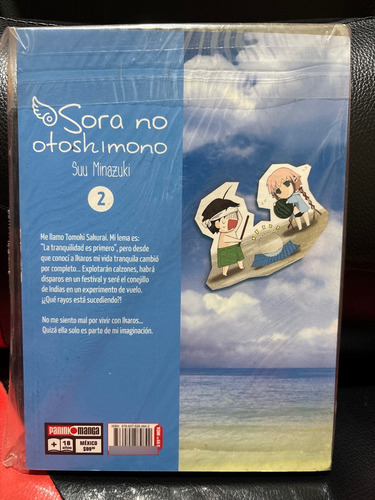 Sora no
otoshimono
Suu Minazuki
2
Me llamo Tomoki Sakurai. Mi lema es:
"La tranquilidad es primero", pero desde
que conocí a Ikaros mi vida tranquila cambió
por completo... Explotarán calzones, habrá
disparos en un festival y seré el conejillo
de Indias en un experimento de vuelo.
¡¿Qué rayos está sucediendo?!
No me siento mal por vivir con Ikaros...
Quizá ella solo es parte de mi imaginación.
PANINI MANGA
+
18
años
MÉXICO
$99⁰⁰